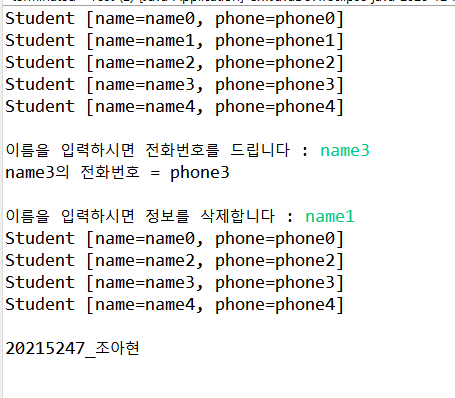 Student [name=name0, phone=phone0]
Student [name=name1, phone=phone1]
Student [name=name2, phone=phone2]
Student [name=name3, phone=phone3]
Student [name=name4, phone=phone4]
이름을 입력하시면 전화번호를 드립니다 : name3
name3의 전화번호 = phone3
이름을 입력하시면 정보를 삭제합니다 : name1
Student [name=name0, phone=phone0]
Student [name=name2, phone=phone2]
Student [name=name3, phone=phone3]
Student [name=name4, phone=phone4]
20215247_조아현